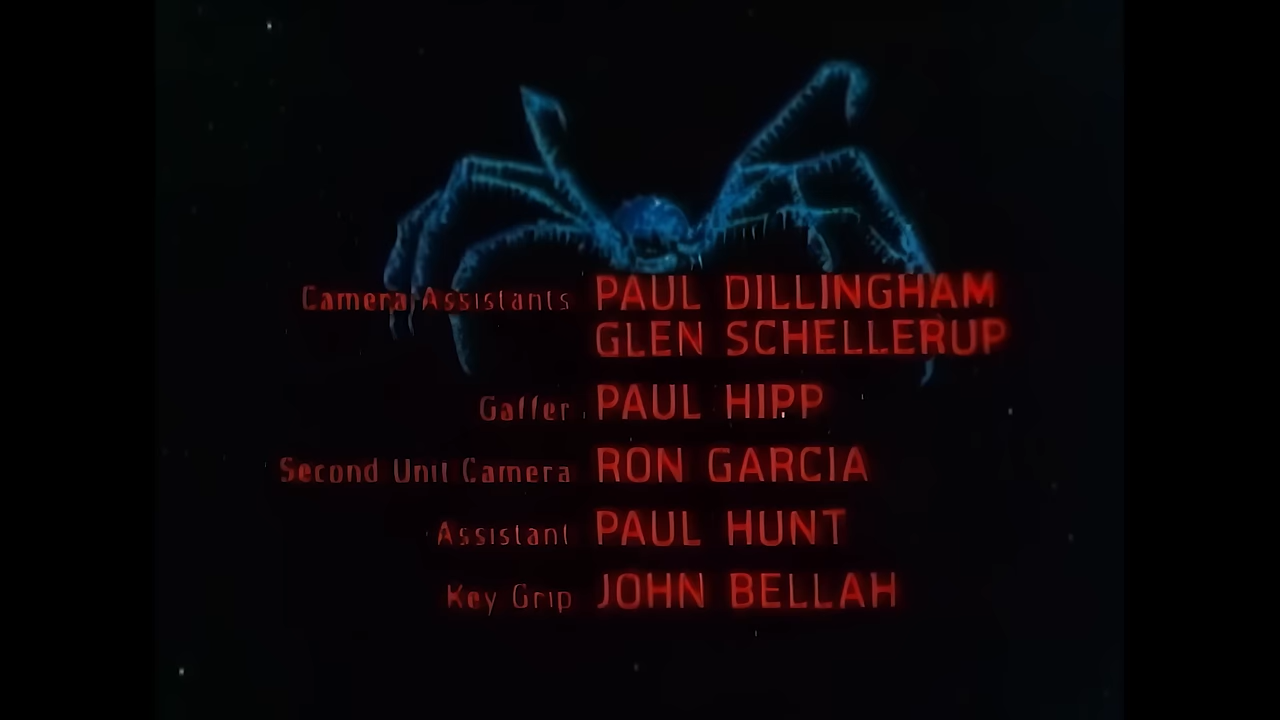 Camera Assistants PAUL DILLINGHAM
GLEN SCHELLERUP
Gaffer PAUL HIPP
Second Unit Camera RON GARCIA
Assistant PAUL HUNT
Key Grip JOHN BELLAH